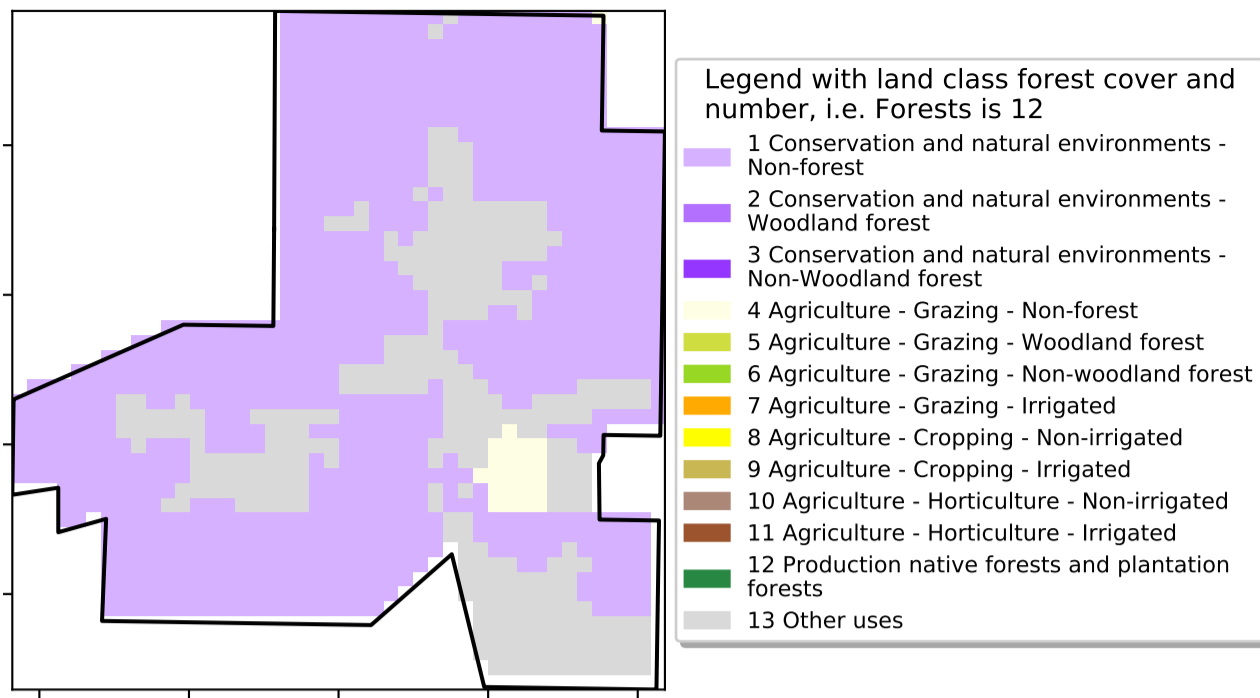 Legend with land class forest cover and
number, i.e. Forests is 12
1 Conservation and natural environments -
Non-forest
2 Conservation and natural environments -
Woodland forest
3 Conservation and natural environments -
Non-Woodland forest
4 Agriculture - Grazing - Non-forest
5 Agriculture - Grazing - Woodland forest
6 Agriculture - Grazing - Non-woodland forest
7 Agriculture - Grazing - Irrigated
8 Agriculture - Cropping - Non-irrigated
9 Agriculture - Cropping - Irrigated
10 Agriculture - Horticulture - Non-irrigated
11 Agriculture - Horticulture - Irrigated
12 Production native forests and plantation
forests
13 Other uses